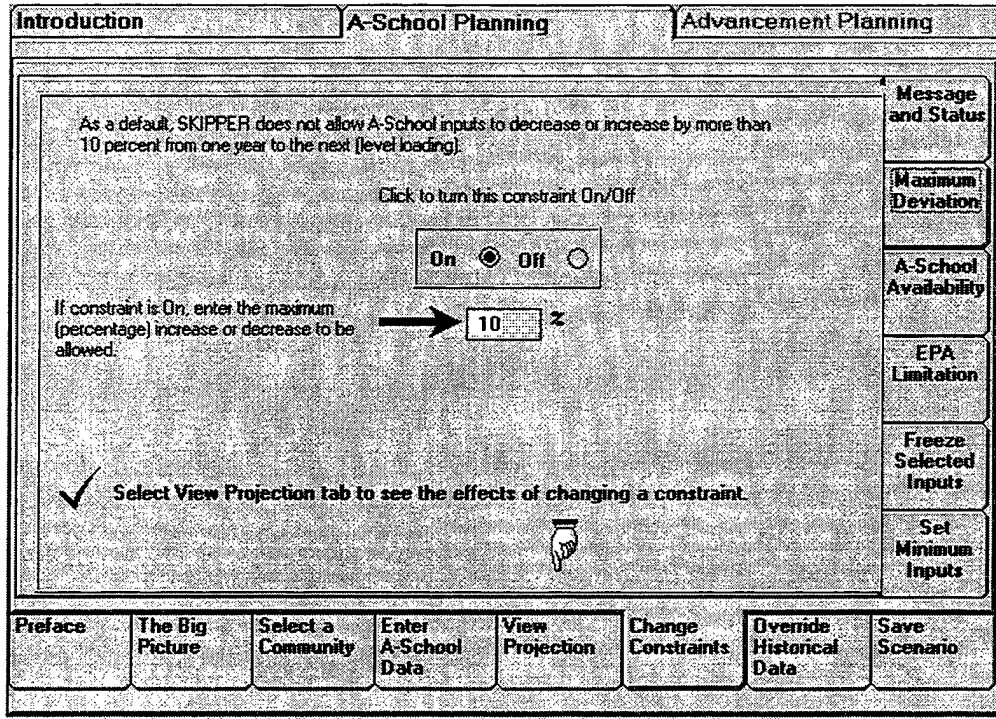 Introduction
A-School Planning
Advancement Planning
As a default, SKIPPER does not allow A-School inputs to decrease or increase by more than
10 percent from one year to the next (level loading).
Click to turn this constraint On/Off
On Off
If constraint is On, enter the maximum
(percentage) increase or decrease to be
allowed.
10 %
Select View Projection tab to see the effects of changing a constraint.
Message
and Status
Maximum
Deviation
A-School
Availability
EPA
Limitation
Freeze
Selected
Inputs
Set
Minimum
Inputs
Preface
The Big
Picture
Select a
Community
Enter
A-School
Data
View
Projection
Change
Constraints
Override
Historical
Data
Save
Scenario